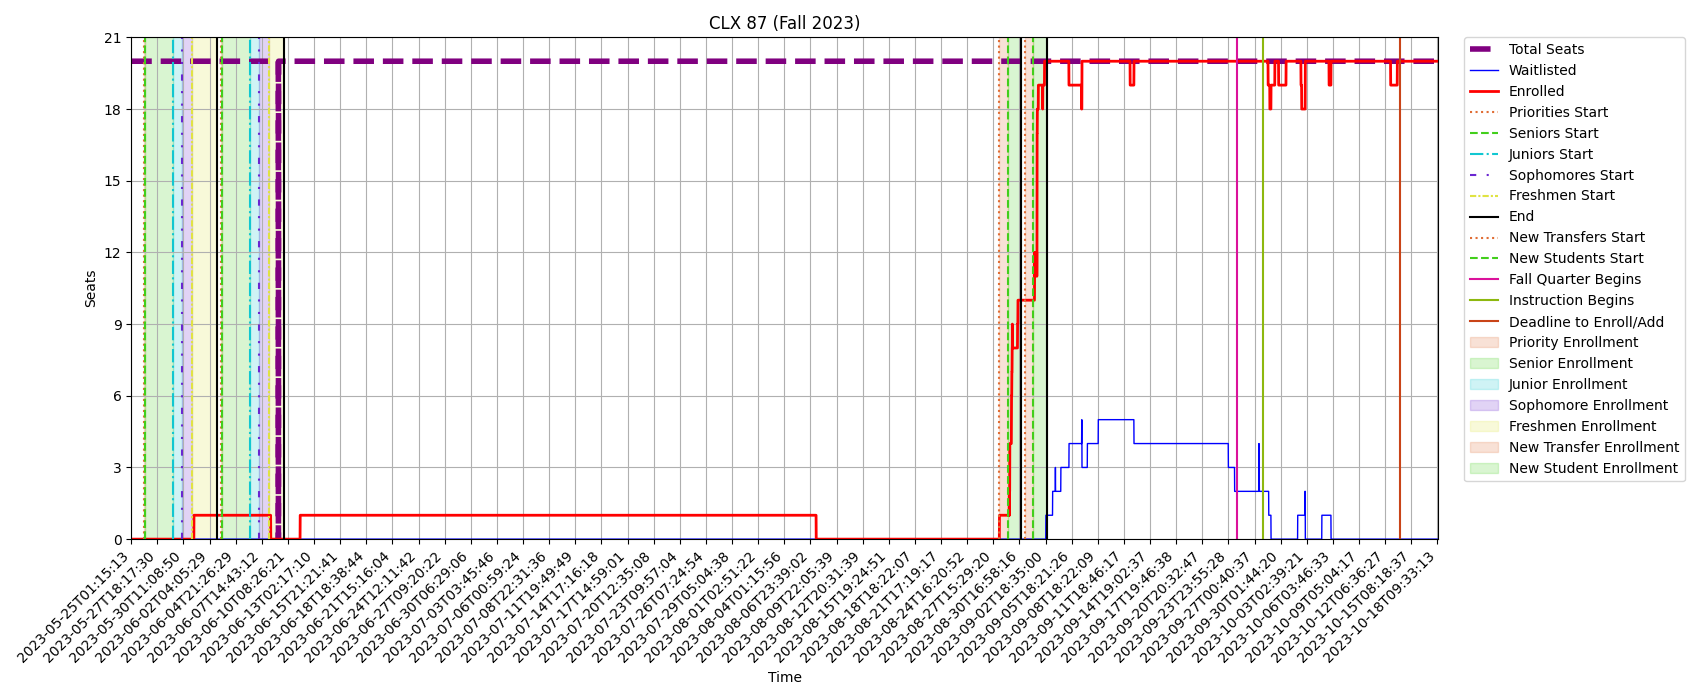 CLX 87 (Fall 2023)
21
18
15
12
9
6
3
0
Seats
2023-05-25T01:15:13
2023-05-27T18:17:30
2023-05-30T11:08:50
2023-06-02T04:05:29
2023-06-04T21:26:29
2023-06-07T14:43:12
2023-06-10T08:26:21
2023-06-13T02:17:10
2023-06-15T21:21:41
2023-06-18T18:38:44
2023-06-21T15:16:04
2023-06-24T12:11:42
2023-06-27T09:20:22
2023-06-30T06:29:06
2023-07-03T03:45:46
2023-07-06T00:59:24
2023-07-08T22:31:36
2023-07-11T19:49:49
2023-07-14T17:16:18
2023-07-17T14:59:01
2023-07-20T12:35:08
2023-07-23T09:57:04
2023-07-26T07:24:54
2023-07-29T05:04:38
2023-08-01T02:51:22
2023-08-04T01:15:56
2023-08-06T23:39:02
2023-08-09T22:05:39
2023-08-12T20:31:39
2023-08-15T19:24:51
2023-08-18T18:22:07
2023-08-21T17:19:17
2023-08-24T16:20:52
2023-08-27T15:29:20
2023-08-30T16:58:16
2023-09-02T18:35:00
2023-09-05T18:21:26
2023-09-08T18:22:09
2023-09-11T18:46:17
2023-09-14T19:02:37
2023-09-17T19:46:38
2023-09-20T20:32:47
2023-09-23T23:55:28
2023-09-27T00:40:37
2023-09-30T01:44:20
2023-10-03T02:39:21
2023-10-06T03:46:33
2023-10-09T05:04:17
2023-10-12T06:36:27
2023-10-15T08:18:37
2023-10-18T09:33:13
Time
Total Seats
Waitlisted
Enrolled
Priorities Start
Seniors Start
Juniors Start
Sophomores Start
Freshmen Start
End
New Transfers Start
New Students Start
Fall Quarter Begins
Instruction Begins
Deadline to Enroll/Add
Priority Enrollment
Senior Enrollment
Junior Enrollment
Sophomore Enrollment
Freshmen Enrollment
New Transfer Enrollment
New Student Enrollment